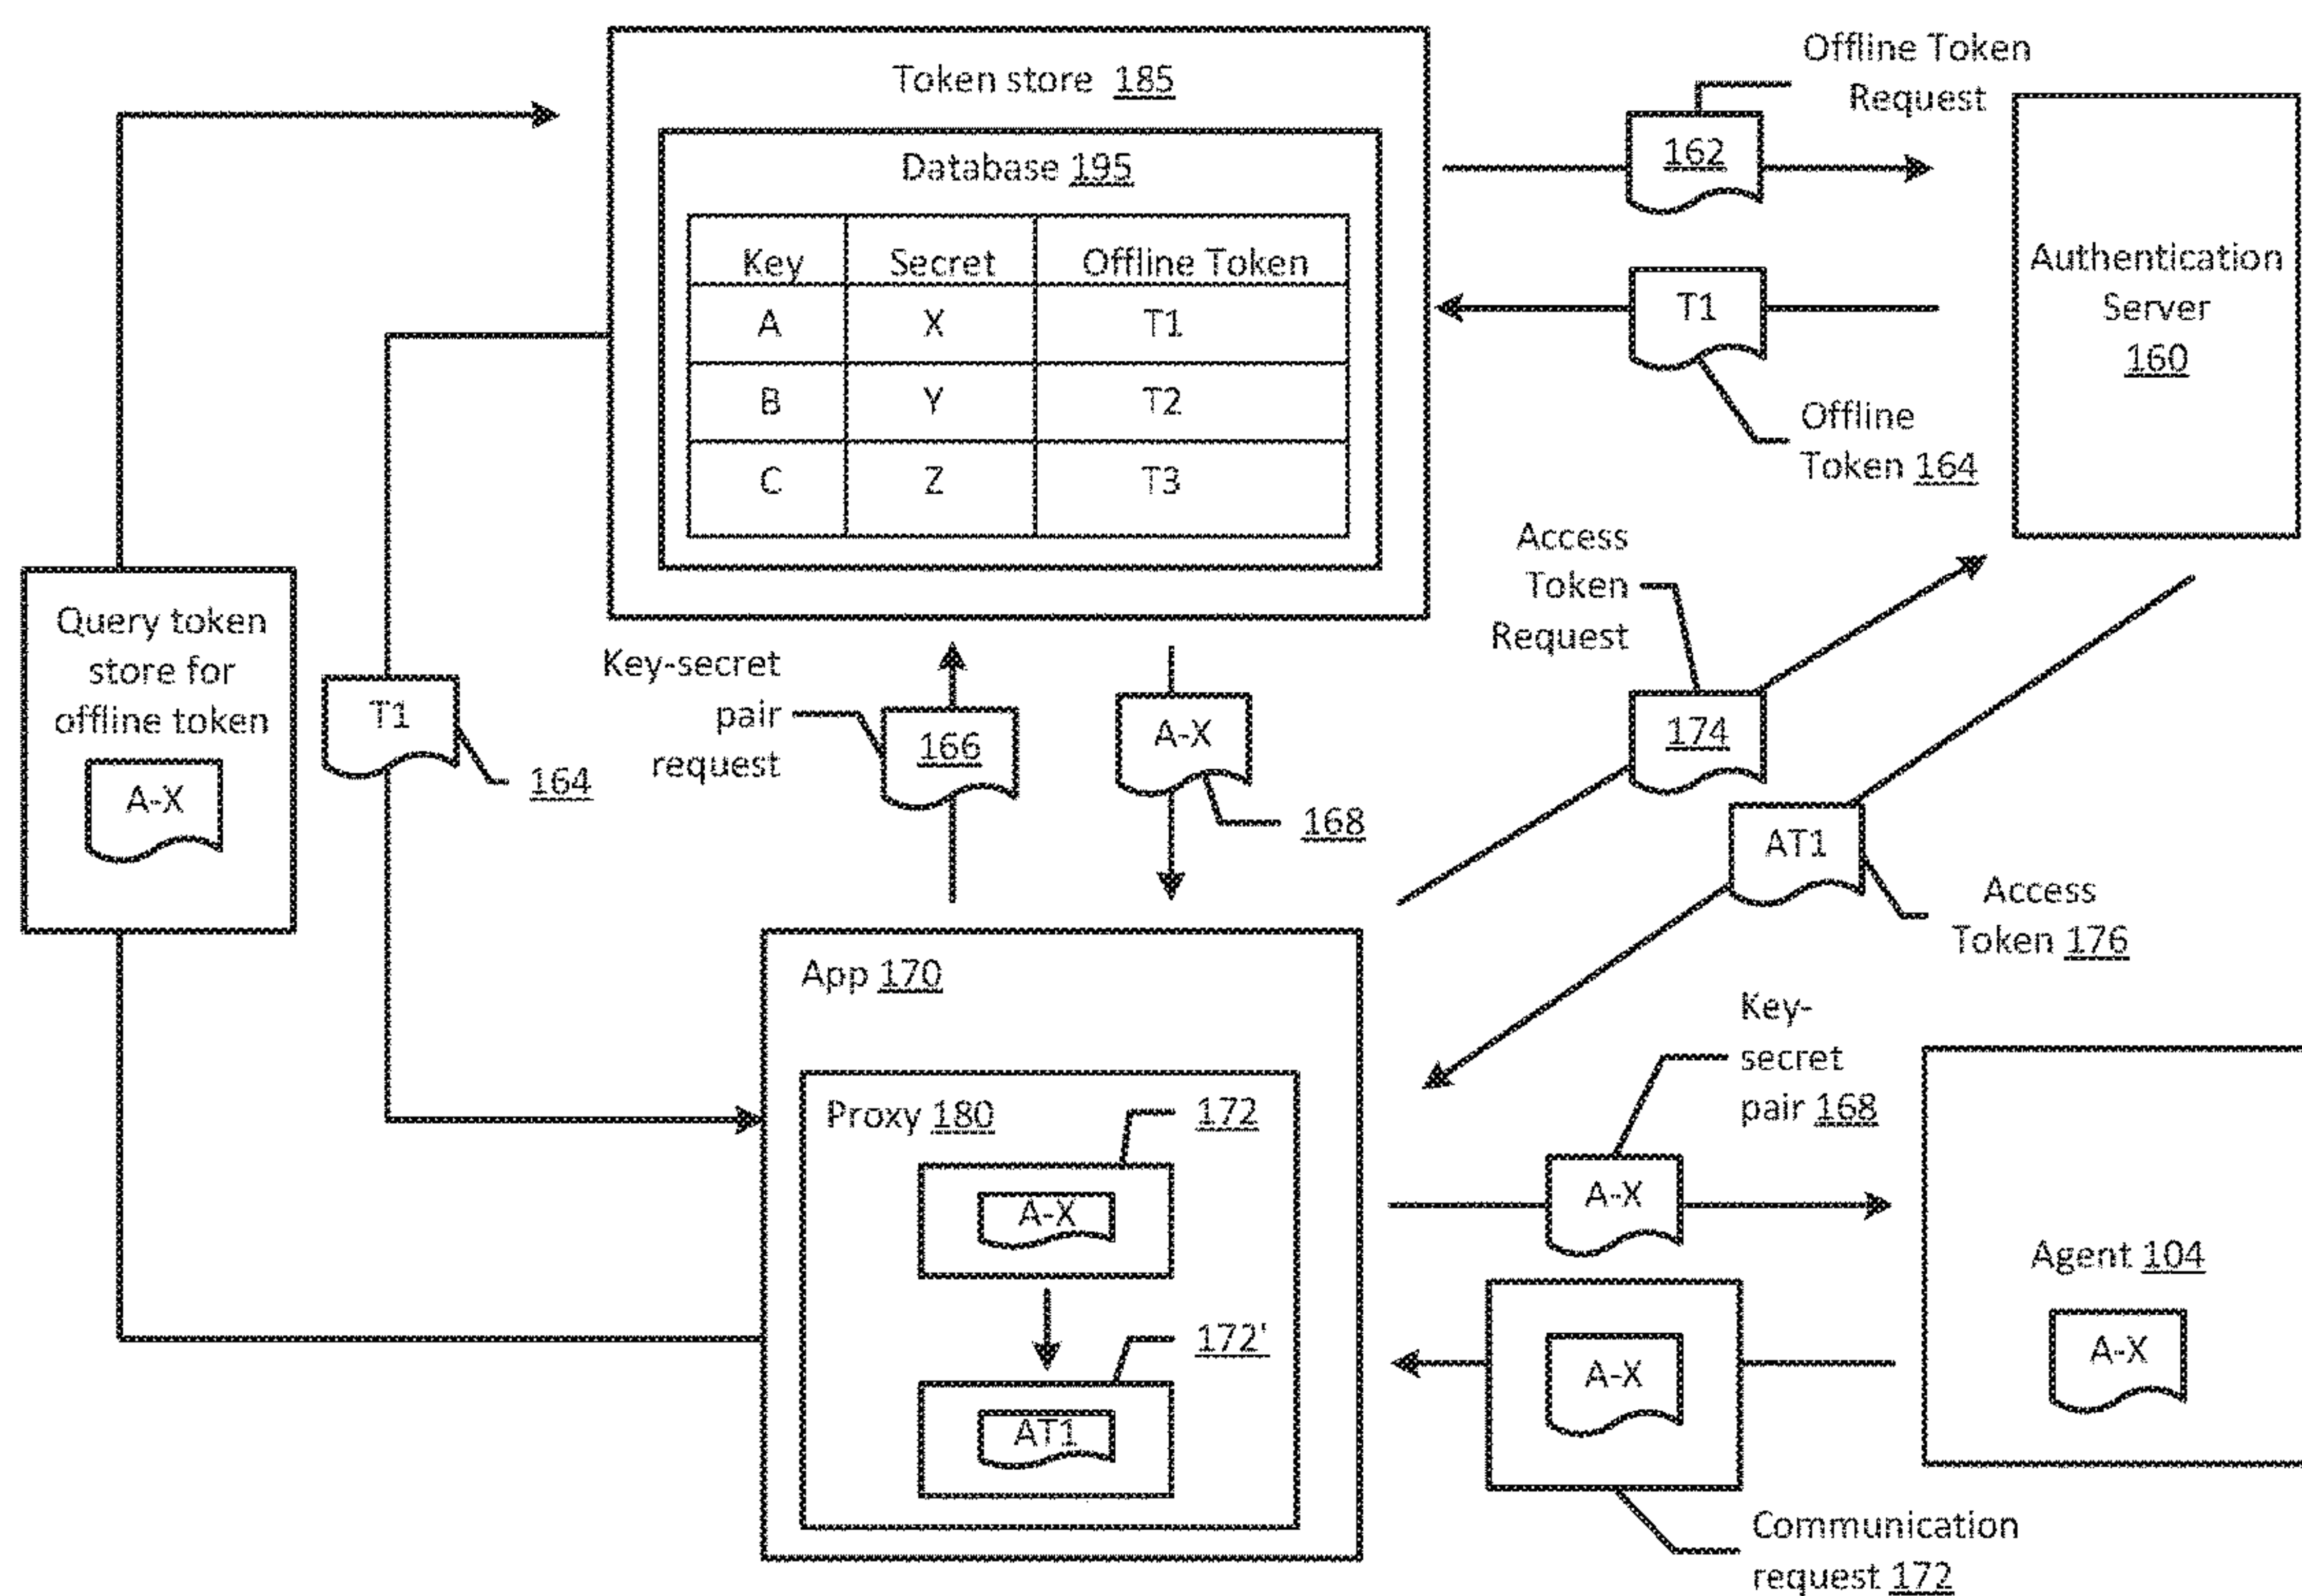 Token store 185
Database 195
Key Secret Offline Token
A X T1
B Y T2
C Z T3
Offline Token
Request
162
T1
Offline
Token 164
Authentication
Server
160
Query token
store for
offline token
A-X
T1
164
Key-secret
pair
request
166
A-X
168
Access
Token
Request
174
AT1
Access
Token 176
App 170
Proxy 180
172
A-X
172'
AT1
Key-
secret
pair 168
A-X
A-X
Communication
request 172
Agent 104
A-X